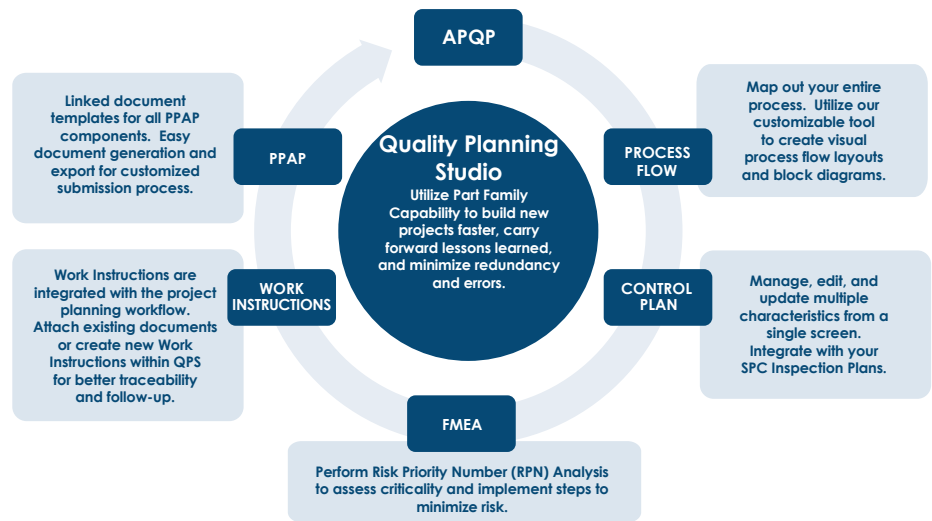 APQP
Quality Planning
Studio
Utilize Part Family
Capability to build new
projects faster, carry
forward lessons learned,
and minimize redundancy
and errors.
PROCESS
FLOW
Map out your entire
process.  Utilize our
customizable tool
to create visual
process flow layouts
and block diagrams.
CONTROL
PLAN
Manage, edit, and
update multiple
characteristics from a
single screen.
Integrate with your
SPC Inspection Plans.
FMEA
Perform Risk Priority Number (RPN) Analysis
to assess criticality and implement steps to
minimize risk.
WORK
INSTRUCTIONS
Work Instructions are
integrated with the project
planning workflow.
Attach existing documents
or create new Work
Instructions within QPS
for better traceability
and follow-up.
PPAP
Linked document
templates for all PPAP
components.  Easy
document generation and
export for customized
submission process.